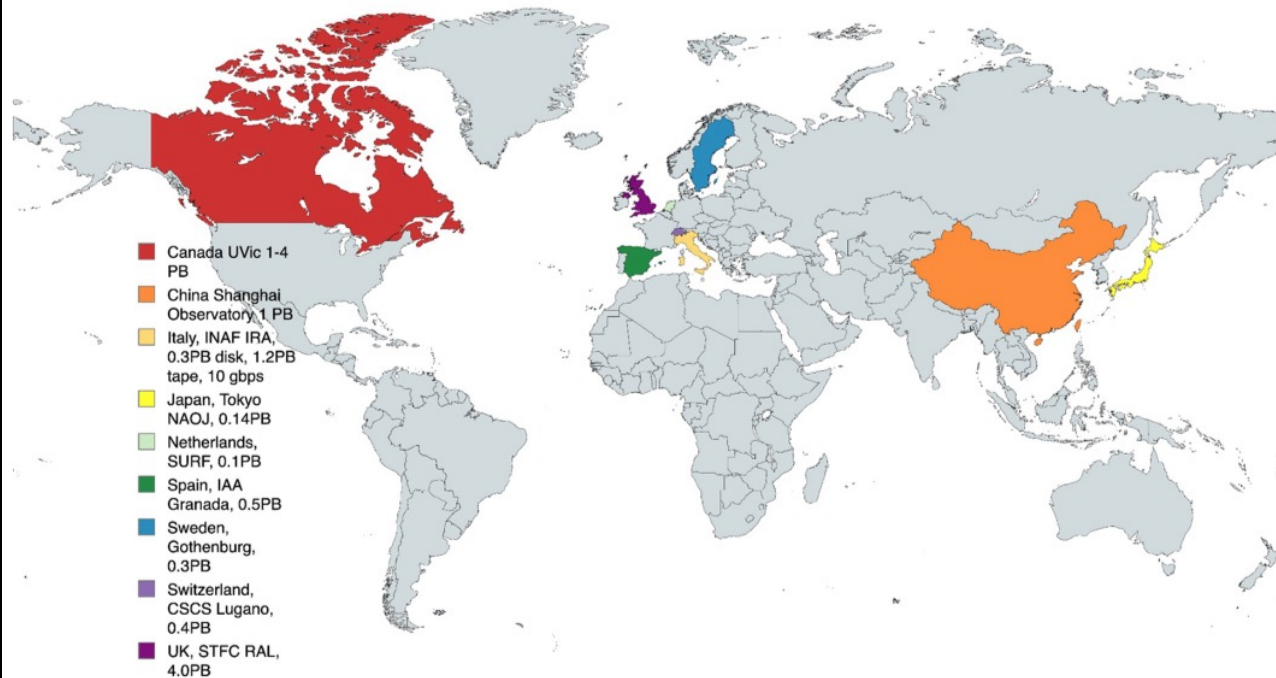 Canada UVic 1-4
PB
China Shanghai
Observatory 1 PB
Italy, INAF IRA,
0.3PB disk, 1.2PB
tape, 10 gbps
Japan, Tokyo
NAOJ, 0.14PB
Netherlands,
SURF, 0.1PB
Spain, IAA
Granada, 0.5PB
Sweden,
Gothenburg,
0.3PB
Switzerland,
CSCS Lugano,
0.4PB
UK, STFC RAL,
4.0PB